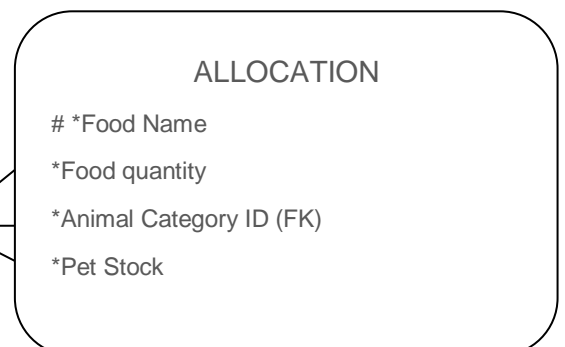 ALLOCATION
# *Food Name
*Food quantity
*Animal Category ID (FK)
*Pet Stock